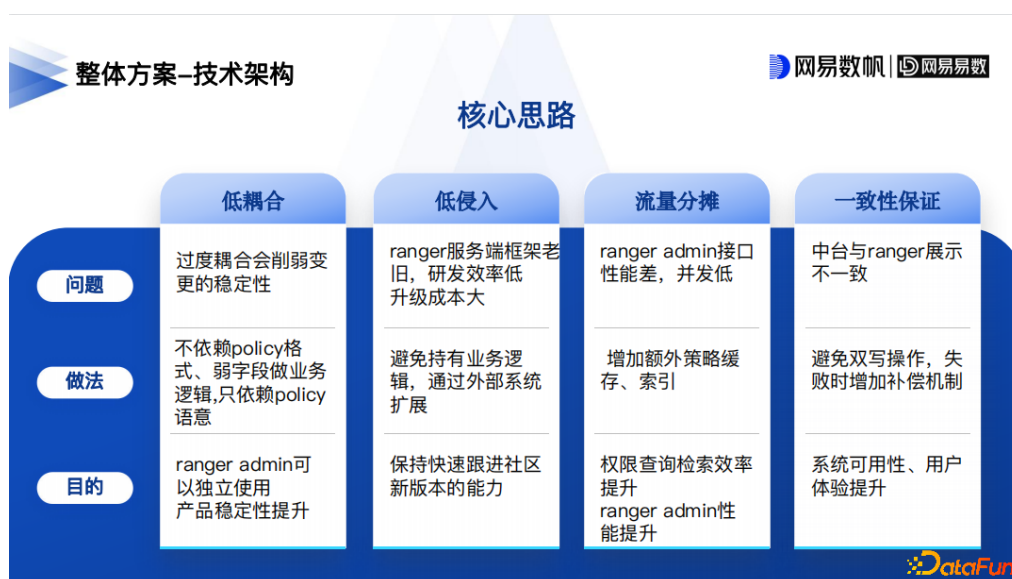 整体方案–技术架构
网易数帆
网易易数
核心思路
低耦合
低侵入
流量分摊
一致性保证
问题
过度耦合会削弱变
更的稳定性
ranger服务端框架老
旧，研发效率低
升级成本大
ranger admin接口
性能差，并发低
中台与ranger展示
不一致
做法
不依赖policy格
式、弱字段做业务
逻辑,只依赖policy
语意
避免持有业务逻
辑，通过外部系统
扩展
增加额外策略缓
存、索引
避免双写操作，失
败时增加补偿机制
目的
ranger admin可
以独立使用
产品稳定性提升
保持快速跟进社区
新版本的能力
权限查询检索效率
提升
ranger admin性
能提升
系统可用性、用户
体验提升
DataFun